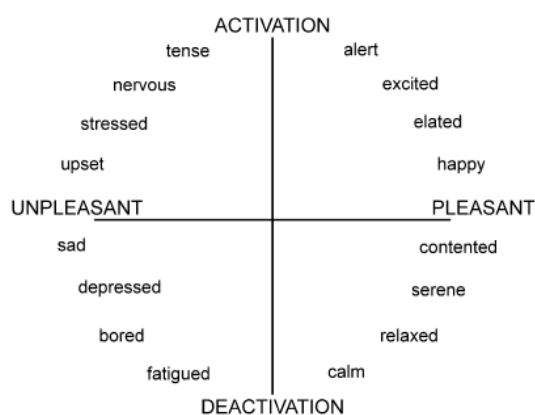 ACTIVATION
tense
alert
nervous
excited
stressed
elated
upset
happy
UNPLEASANT
PLEASANT
sad
contented
depressed
serene
bored
relaxed
fatigued
calm
DEACTIVATION